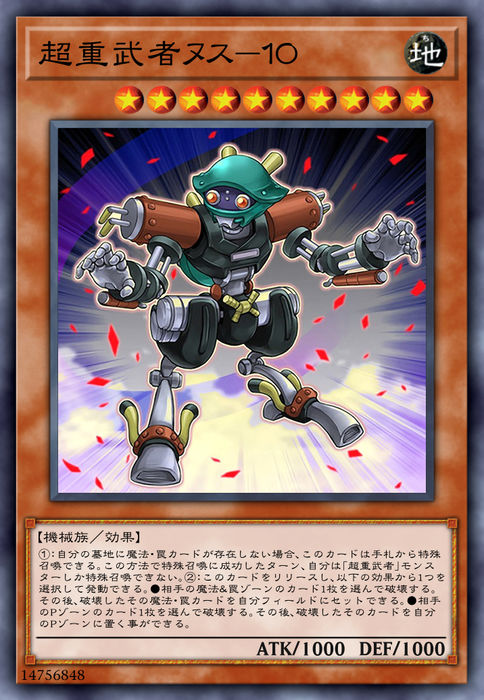 超重武者ヌス－10
地
ち
【機械族／効果】
①：自分の墓地に魔法・罠カードが存在しない場合、このカードは手札から特殊
召喚できる。この方法で特殊召喚に成功したターン、自分は「超重武者」モンス
ターしか特殊召喚できない。②：このカードをリリースし、以下の効果から1つを
選択して発動できる。●相手の魔法&罠ゾーンのカード1枚を選んで破壊する。
その後、破壊したその魔法・罠カードを自分フィールドにセットできる。●相手
のPゾーンのカード1枚を選んで破壊する。その後、破壊したカードを自分
のPゾーンに置く事ができる。
ATK/1000 DEF/1000
14756848